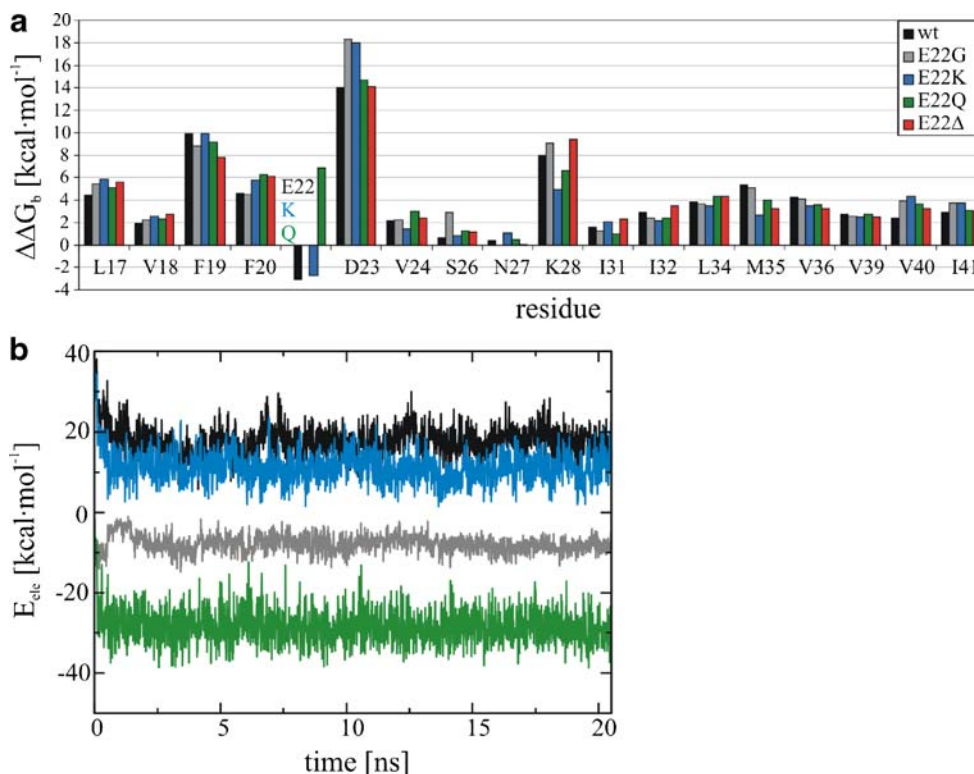 a
20
18
16
14
12
10
8
6
4
2
0
-2
-4
ΔΔG_b [kcal·mol⁻¹]
wt
E22G
E22K
E22Q
E22Δ
E22
K
Q
L17 V18 F19 F20 D23 V24 S26 N27 K28 I31 I32 L34 M35 V36 V39 V40 I41
residue
b
40
20
0
-20
-40
E_ele [kcal·mol⁻¹]
0 5 10 15 20
time [ns]